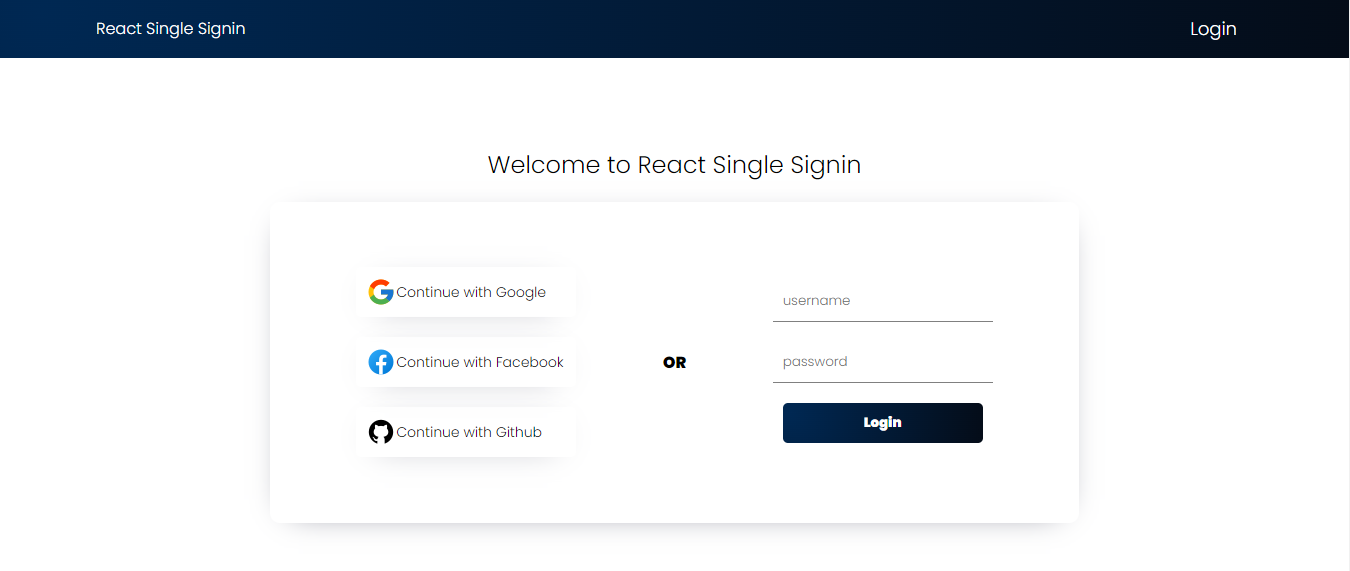 React Single Signin
Login
Welcome to React Single Signin
Continue with Google
Continue with Facebook
Continue with Github
OR
username
password
Login